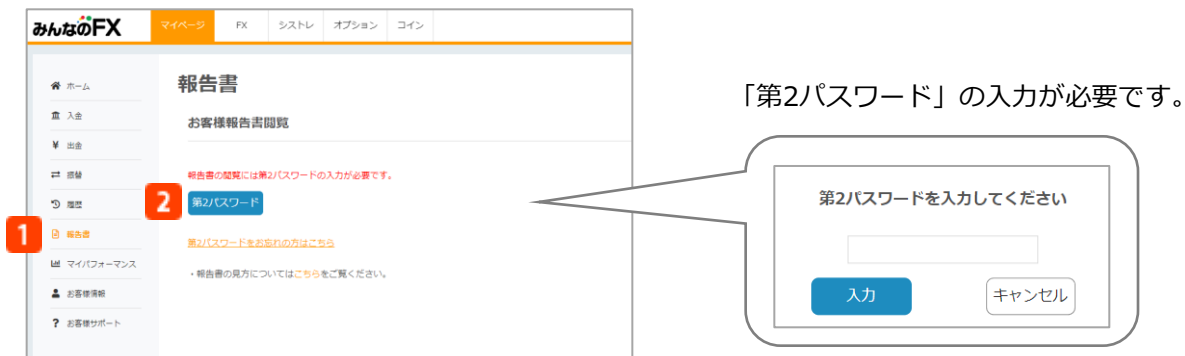 みんなのFX
マイページ FX シストレ オプション コイン
ホーム
入金
出金
振替
履歴
報告書
マイパフォーマンス
お客様情報
お客様サポート
1
報告書
お客様報告書閲覧
報告書の閲覧には第2パスワードの入力が必要です。
2
第2パスワード
第2パスワードをお忘れの方はこちら
・報告書の見方についてはこちらをご覧ください。
「第2パスワード」の入力が必要です。
第2パスワードを入力してください
入力 キャンセル